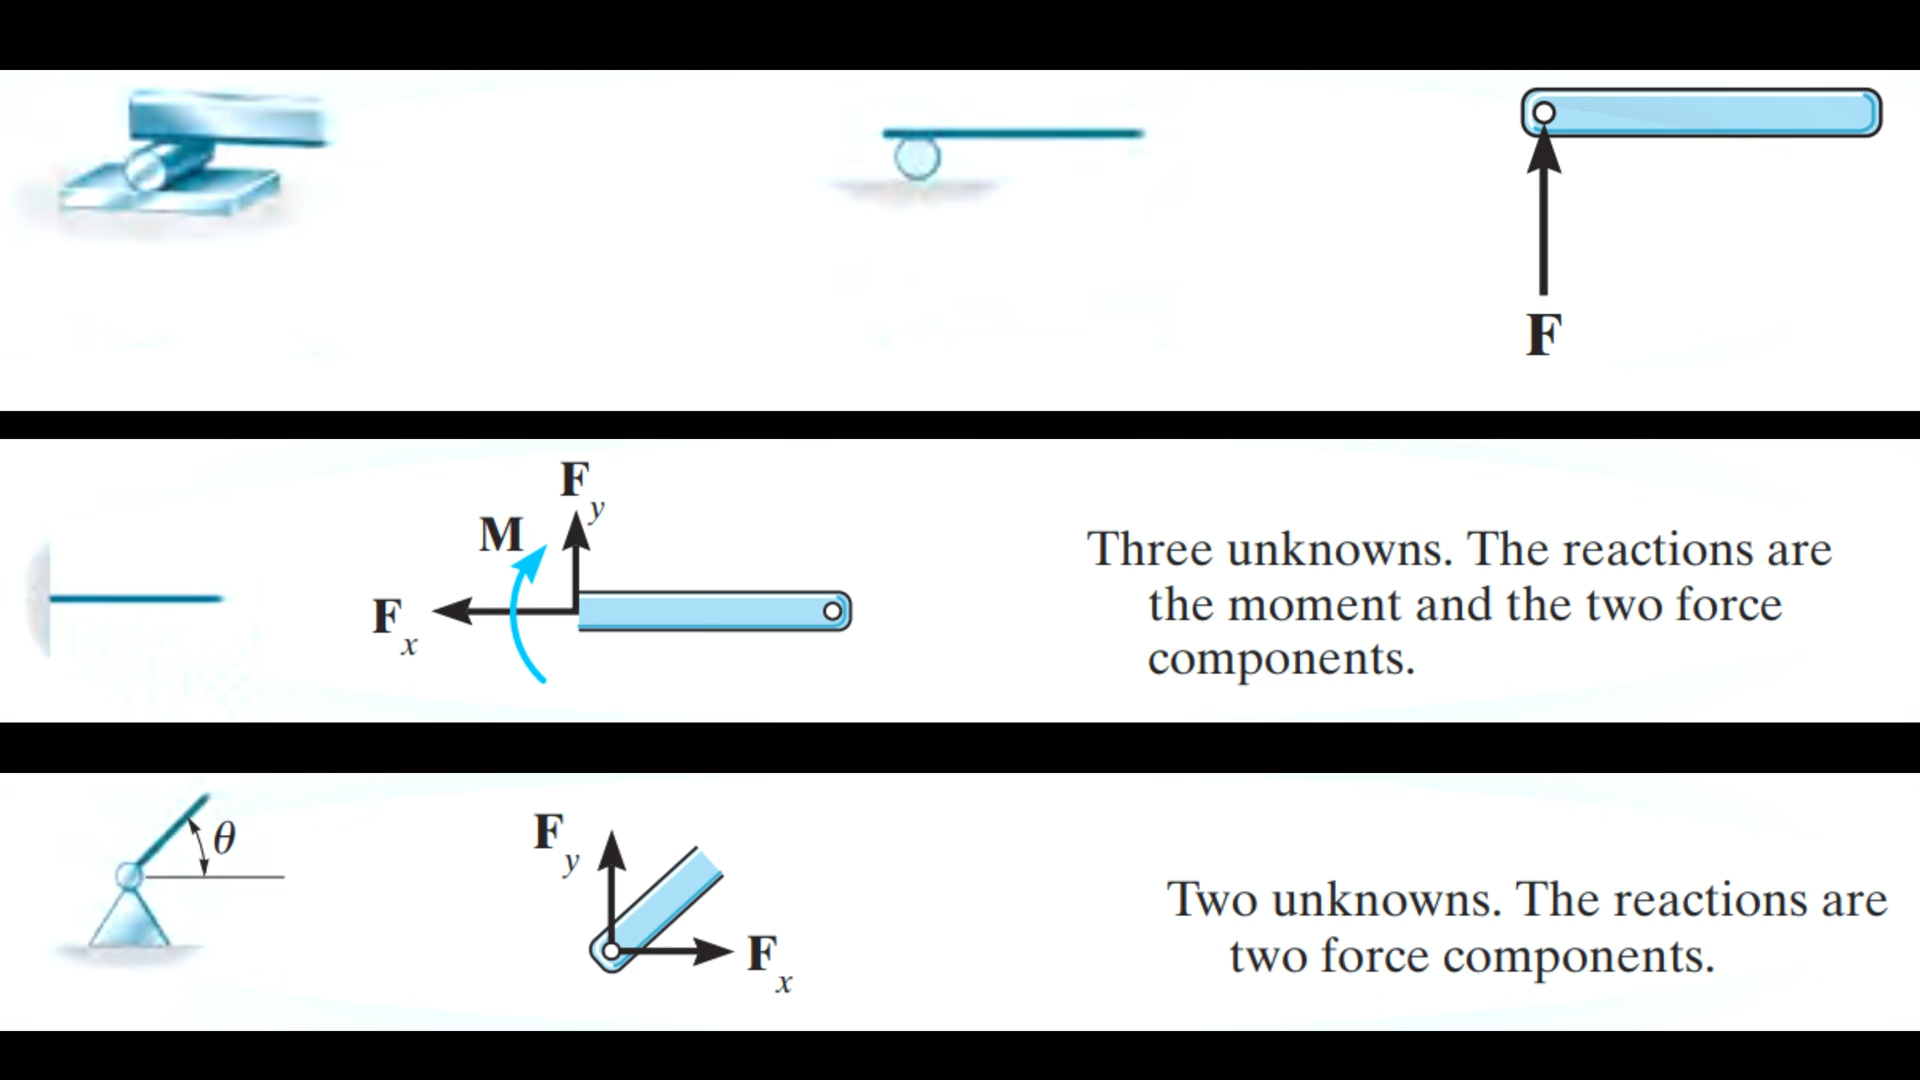 F
F
y
M
F
x
Three unknowns. The reactions are
the moment and the two force
components.
θ
F
y
F
x
Two unknowns. The reactions are
two force components.